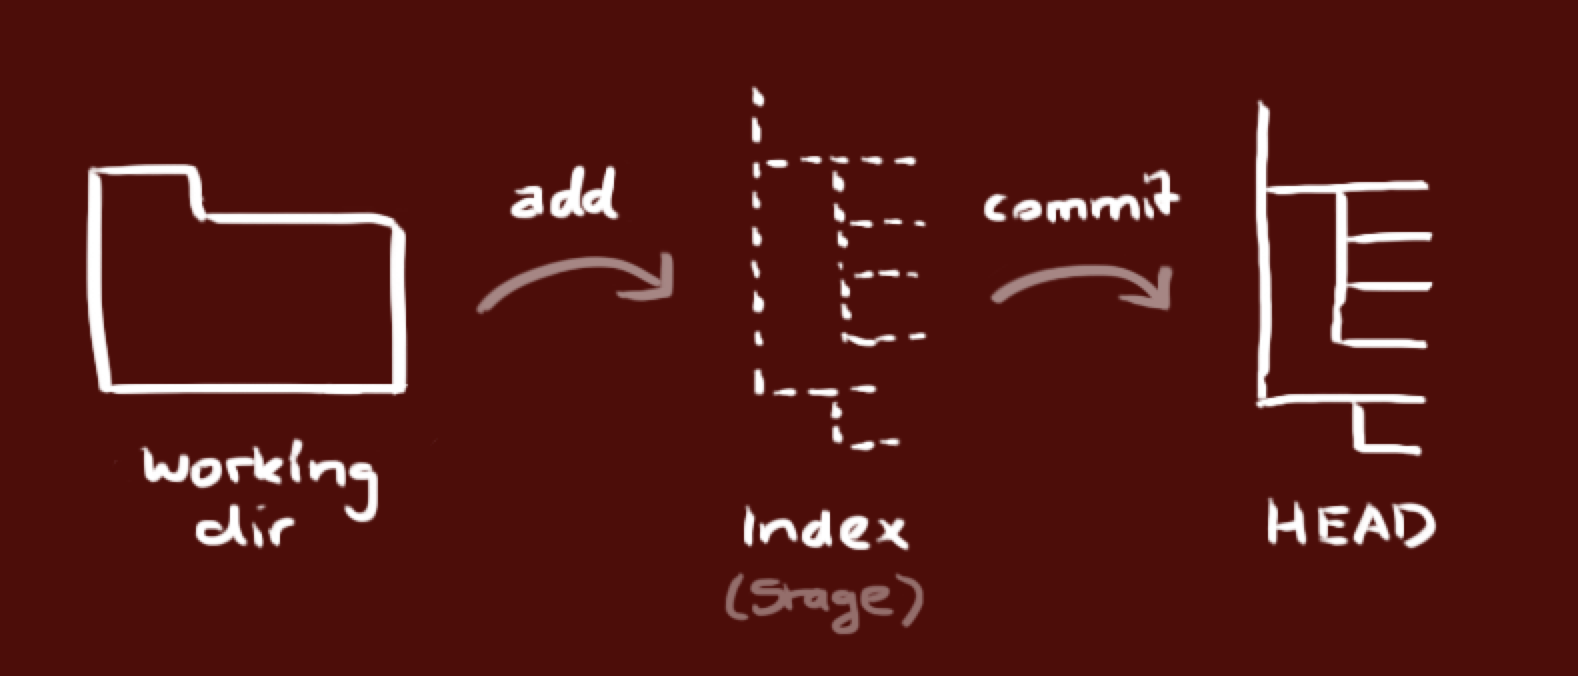 add
commit
working
dir
Index
(Stage)
HEAD